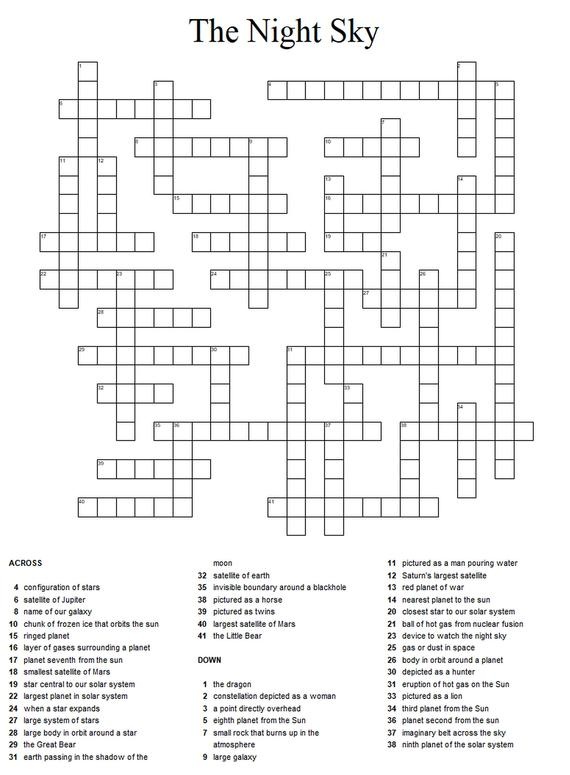 The Night Sky
1
2
3
4
5
6
7
8
9
10
11
12
13
14
15
16
17
18
19
20
21
22
23
24
25
26
27
28
29
30
31
32
33
34
35
36
37
38
39
40
41
ACROSS
4 configuration of stars
6 satellite of Jupiter
8 name of our galaxy
10 chunk of frozen ice that orbits the sun
15 ringed planet
16 layer of gases surrounding a planet
17 planet seventh from the sun
18 smallest satellite of Mars
19 star central to our solar system
22 largest planet in solar system
24 when a star expands
27 large system of stars
28 large body in orbit around a star
29 the Great Bear
31 earth passing in the shadow of the
moon
32 satellite of earth
35 invisible boundary around a blackhole
38 pictured as a horse
39 pictured as twins
40 largest satellite of Mars
41 the Little Bear
DOWN
1 the dragon
2 constellation depicted as a woman
3 a point directly overhead
5 eighth planet from the Sun
7 small rock that burns up in the
atmosphere
9 large galaxy
11 pictured as a man pouring water
12 Saturn's largest satellite
13 red planet of war
14 nearest planet to the sun
20 closest star to our solar system
21 ball of hot gas from nuclear fusion
23 device to watch the night sky
25 gas or dust in space
26 body in orbit around a planet
30 depicted as a hunter
31 eruption of hot gas on the Sun
33 pictured as a lion
34 third planet from the Sun
36 planet second from the sun
37 imaginary belt across the sky
38 ninth planet of the solar system